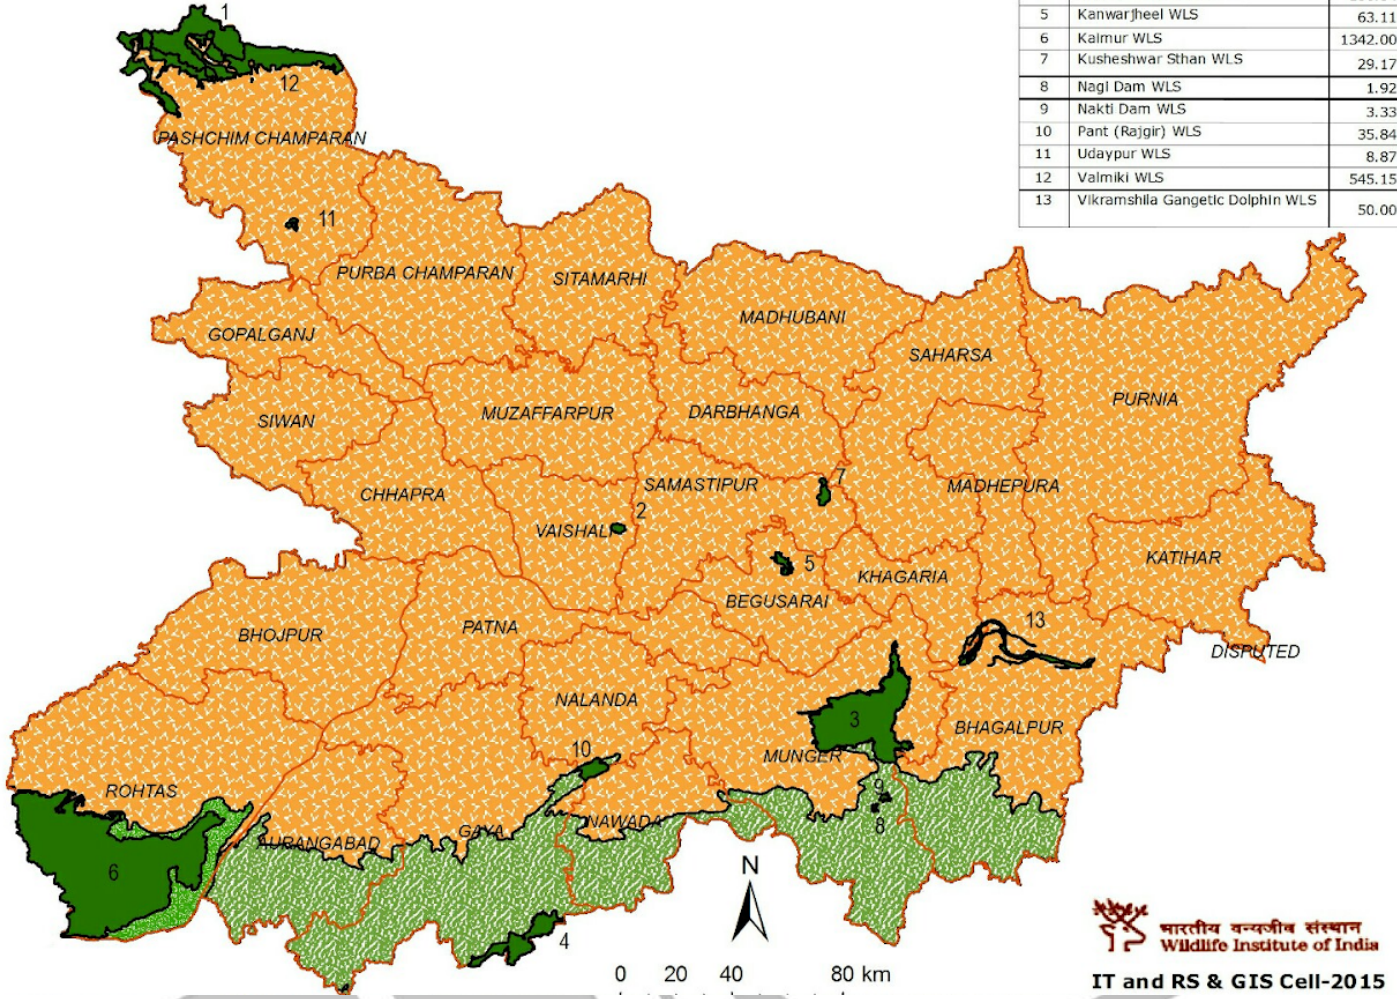 5 Kanwarjheel WLS 63.11
6 Kaimur WLS 1342.00
7 Kusheshwar Sthan WLS 29.17
8 Nagi Dam WLS 1.92
9 Nakti Dam WLS 3.33
10 Pant (Rajgir) WLS 35.84
11 Udaypur WLS 8.87
12 Valmiki WLS 545.15
13 Vikramshila Gangetic Dolphin WLS 50.00
1
12
PASHCHIM CHAMPARAN
11
PURBA CHAMPARAN
SITAMARHI
MADHUBANI
GOPALGANJ
SAHARSA
PURNIA
SIWAN
MUZAFFARPUR
DARBHANGA
CHHAPRA
SAMASTIPUR
7
MADHEPURA
VAISHALI
2
KATIHAR
5
KHAGARIA
BEGUSARAI
BHOJPUR
PATNA
13
DISPUTED
NALANDA
3
BHAGALPUR
10
MUNGER
ROHTAS
9
8
AURANGABAD
GAYA
NAWADA
6
N
4
0 20 40 80 km
भारतीय वन्यजीव संस्थान
Wildlife Institute of India
IT and RS & GIS Cell-2015